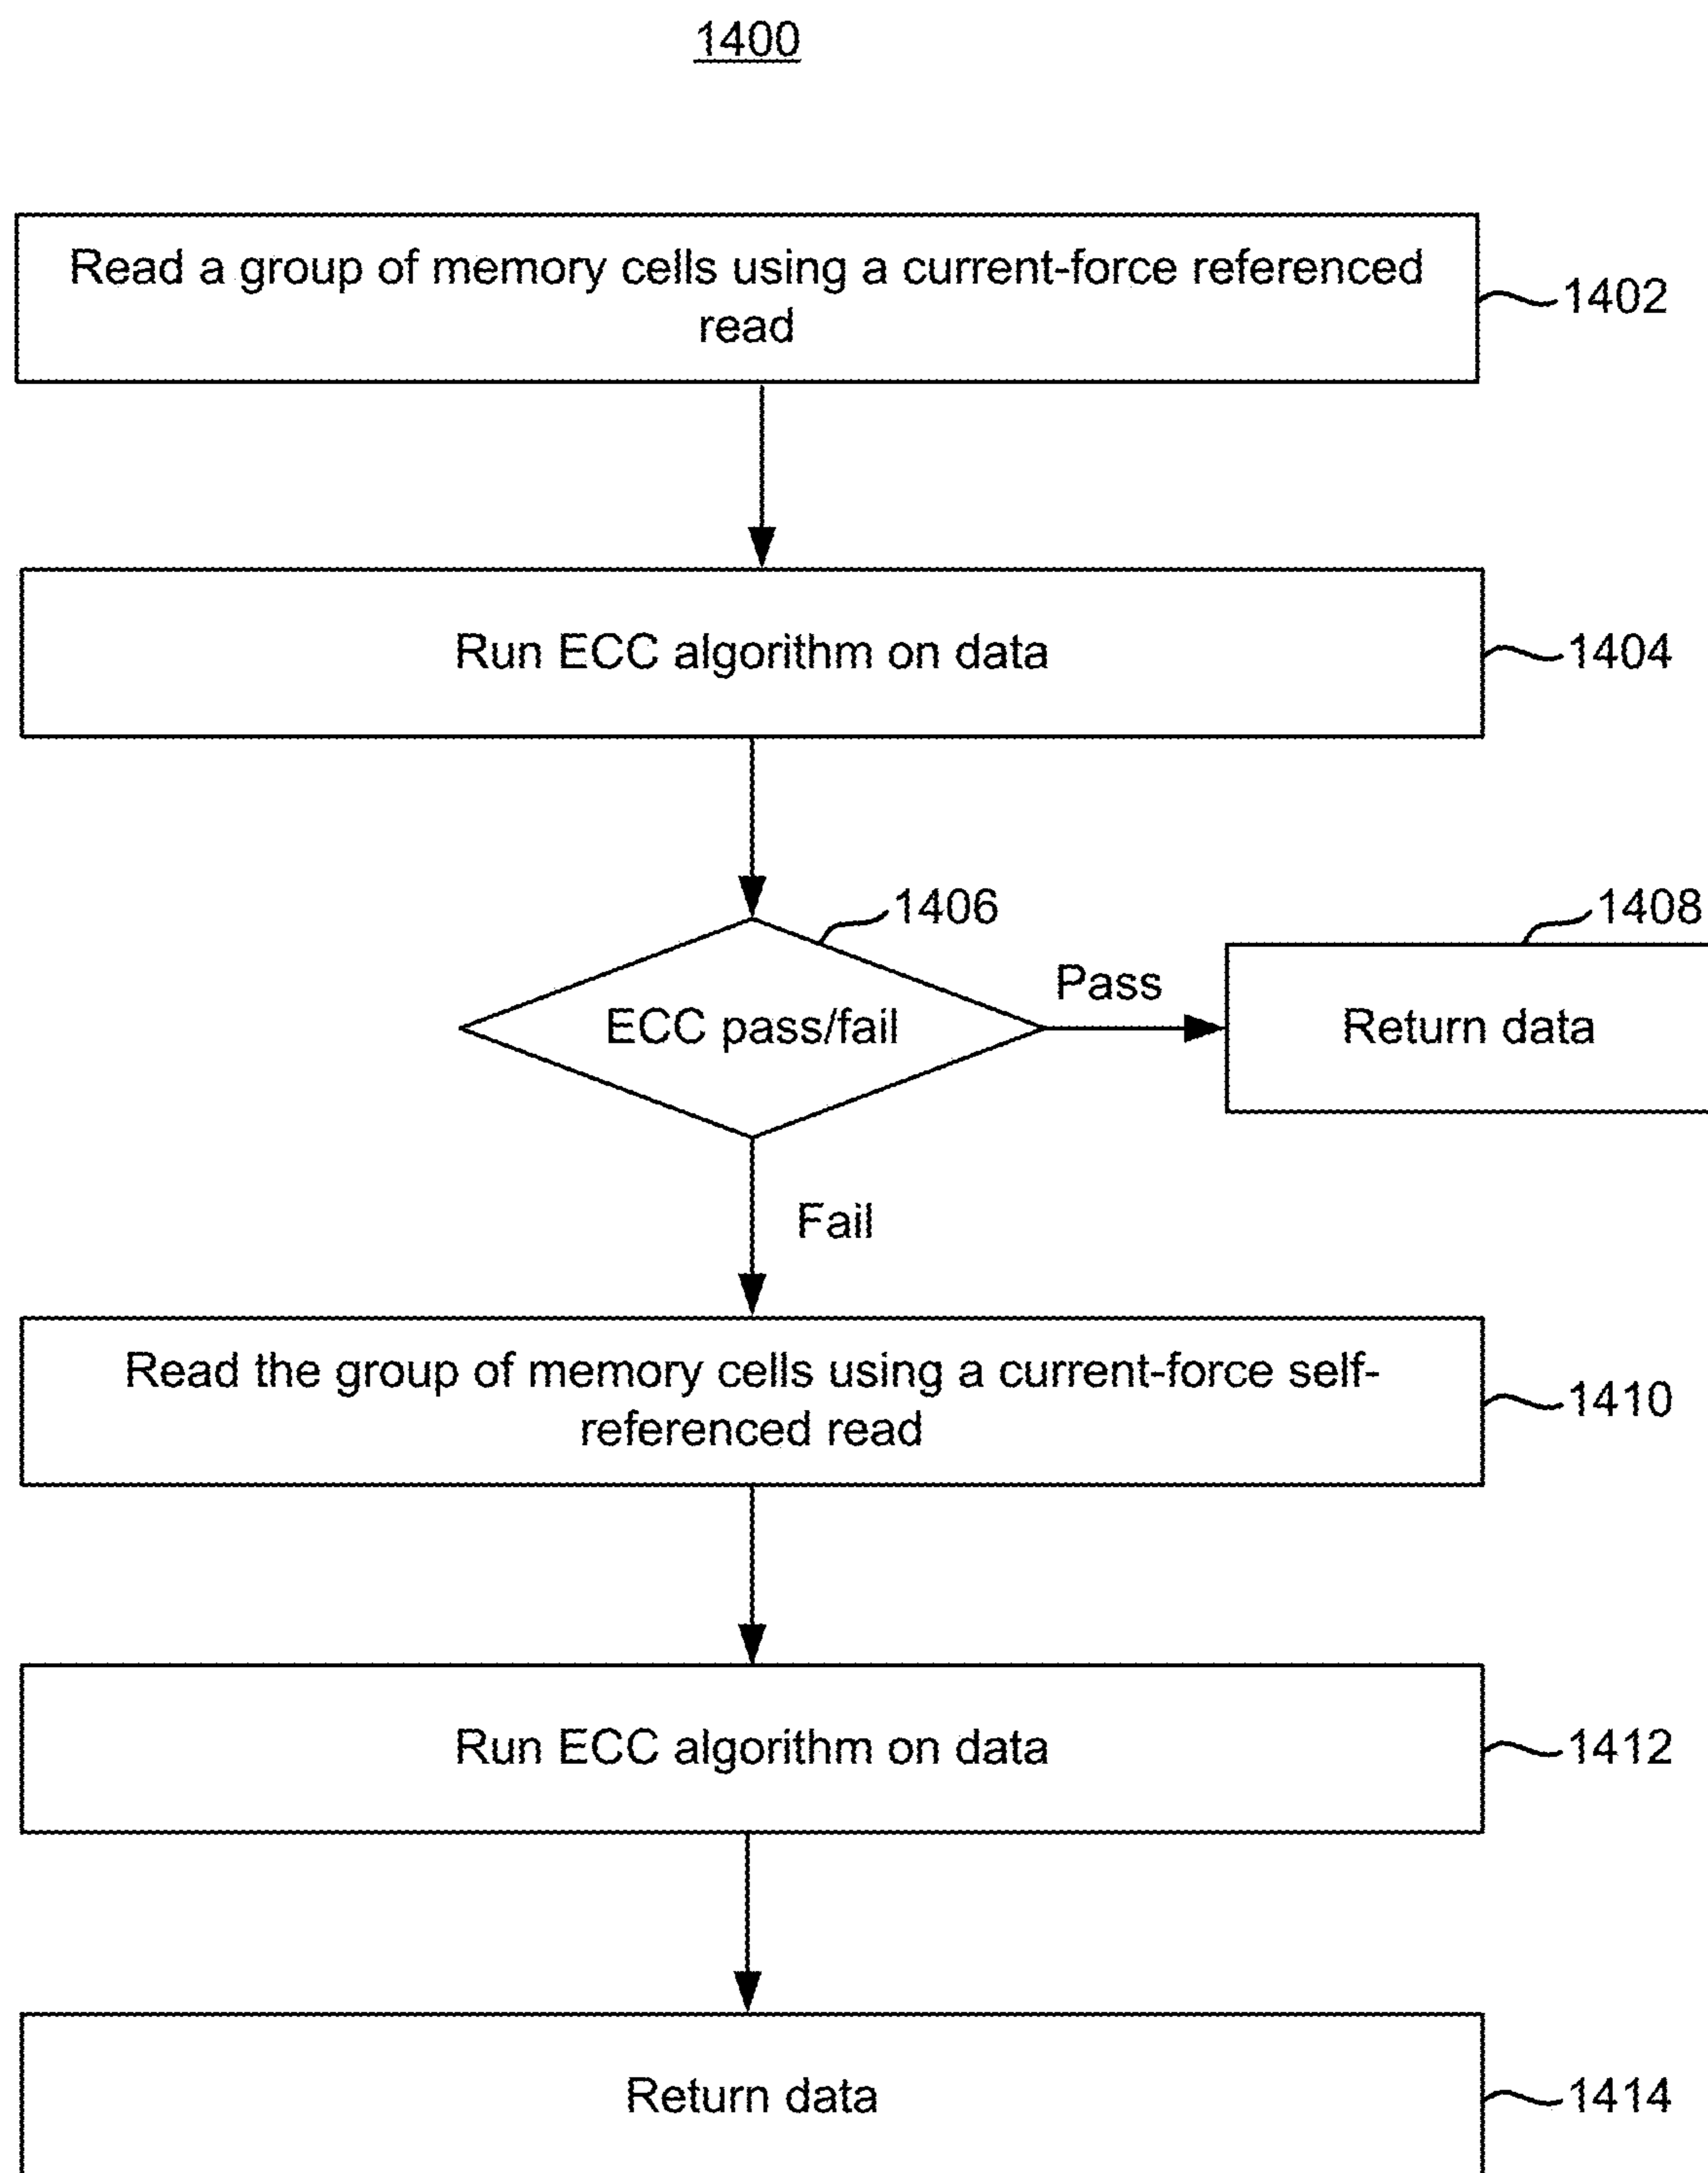 1400
Read a group of memory cells using a current-force referenced
read
1402
Run ECC algorithm on data
1404
1406
1408
ECC pass/fail
Pass
Return data
Fail
Read the group of memory cells using a current-force self-
referenced read
1410
Run ECC algorithm on data
1412
Return data
1414